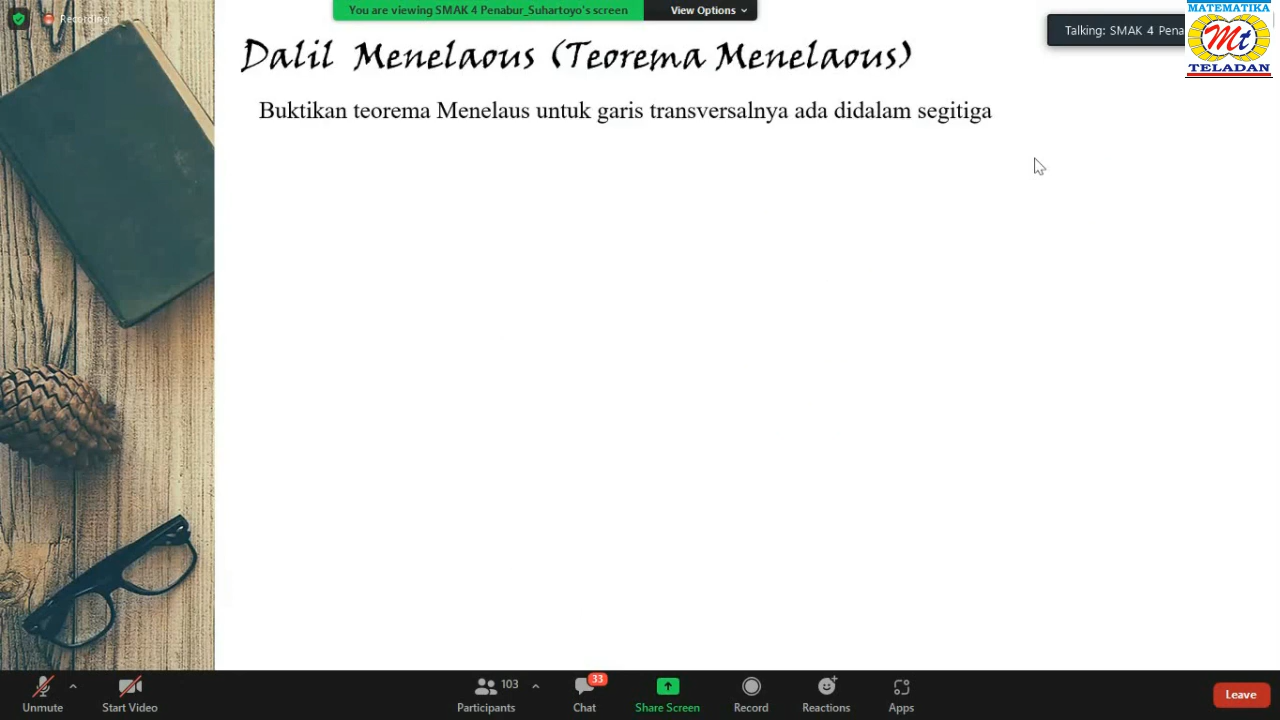 Recording
You are viewing SMAK 4 Penabur_Suhartoyo's screen
View Options
Talking: SMAK 4 Pena
MATEMATIKA
Mt
TELADAN
Dalil Menelaous (Teorema Menelaous)
Buktikan teorema Menelaus untuk garis transversalnya ada didalam segitiga
Unmute
Start Video
103
Participants
33
Chat
Share Screen
Record
Reactions
Apps
Leave